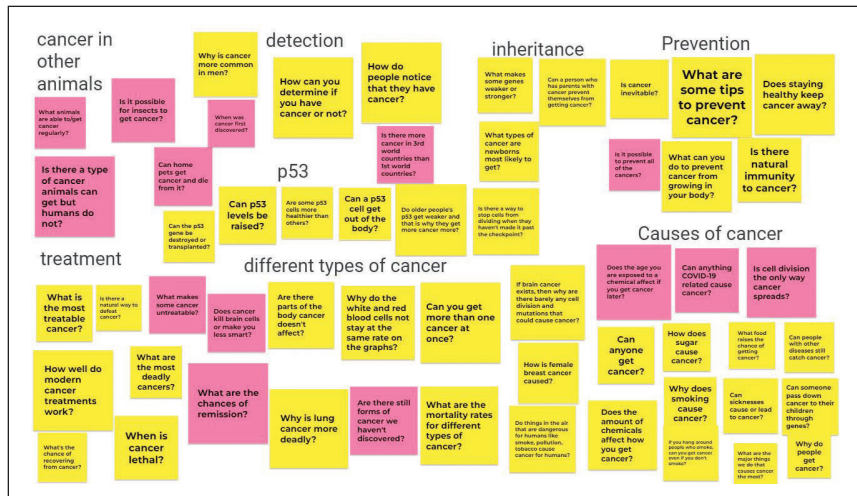 cancer in
other
animals
Why is cancer
more common
in men?
What animals
are able to/get
cancer
regularly?
Is it possible
for insects to
get cancer?
When was
cancer first
discovered?
Is there a type
of cancer
animals can
get but humans
do not?
Can home
pets get cancer
and die
from it?
detection
How can you
determine if
you have
cancer or not?
How do
people notice
that they have
cancer?
Is there more
cancer in 3rd
world
countries than
1st world
countries?
inheritance
What makes
some genes
weaker or
stronger?
Can a person who
has parents with
cancer prevent
themselves from
getting cancer?
What types of
cancer are
newborns
most likely to
get?
Prevention
Is cancer
inevitable?
What are
some tips
to prevent
cancer?
Does staying
healthy keep
cancer away?
Is it possible
to prevent all
of the
cancers?
What can you
do to prevent
cancer from
growing in
your body?
Is there
natural
immunity
to cancer?
p53
Can the p53
gene be
destroyed or
transplanted?
Can p53
levels be
raised?
Are some p53
cells more
healthier than
others?
Can a p53
cell get
out of the
body?
Do older people's
p53 get weaker and
that is why they get
more cancer more?
Is there a way to
stop cells from
dividing when they
haven't made it past
the checkpoint?
treatment
What is
the most
treatable
cancer?
Is there a
natural way to
defeat
cancer?
What makes
some cancer
untreatable?
How well do
modern
cancer
treatments
work?
What are
the most
deadly
cancers?
What are the
chances of
remission?
What's the
chance of
recovering
from cancer?
When is
cancer
lethal?
different types of cancer
Does cancer
kill brain cells
or make you
less smart?
Are there
parts of the
body cancer
doesn't
affect?
Why do the
white and red
blood cells not
stay at the
same rate on
the graphs?
Can you get
more than
one cancer
at once?
Why is lung
cancer more
deadly?
Are there still
forms of
cancer we
haven't
discovered?
What are the
mortality rates
for different
types of
cancer?
If brain cancer
exists, then why are
there barely any cell
division and
mutations that
could cause cancer?
How is female
breast cancer
caused?
Do things in the air
that are dangerous
for humans like
smoke, pollution,
tobacco cause
cancer for humans?
Causes of cancer
Does the age you
are exposed to a
chemical affect if
you get cancer
later?
Can anything
COVID-19
related cause
cancer?
Is cell division
the only way
cancer
spreads?
Can
anyone
get
cancer?
How does
sugar
cause
cancer?
What food
raises the
chance of
getting
cancer?
Can people
with other
diseases still
catch cancer?
Does the
amount of
chemicals
affect how
you get
cancer?
Why does
smoking
cause
cancer?
Can
sicknesses
cause or lead
to cancer?
Can someone
pass down
cancer to their
children
through
genes?
If you hang around
people who smoke,
can you get cancer
even if you don't
smoke?
What are the
major things
we do that
causes cancer
the most?
Why do
people
get
cancer?